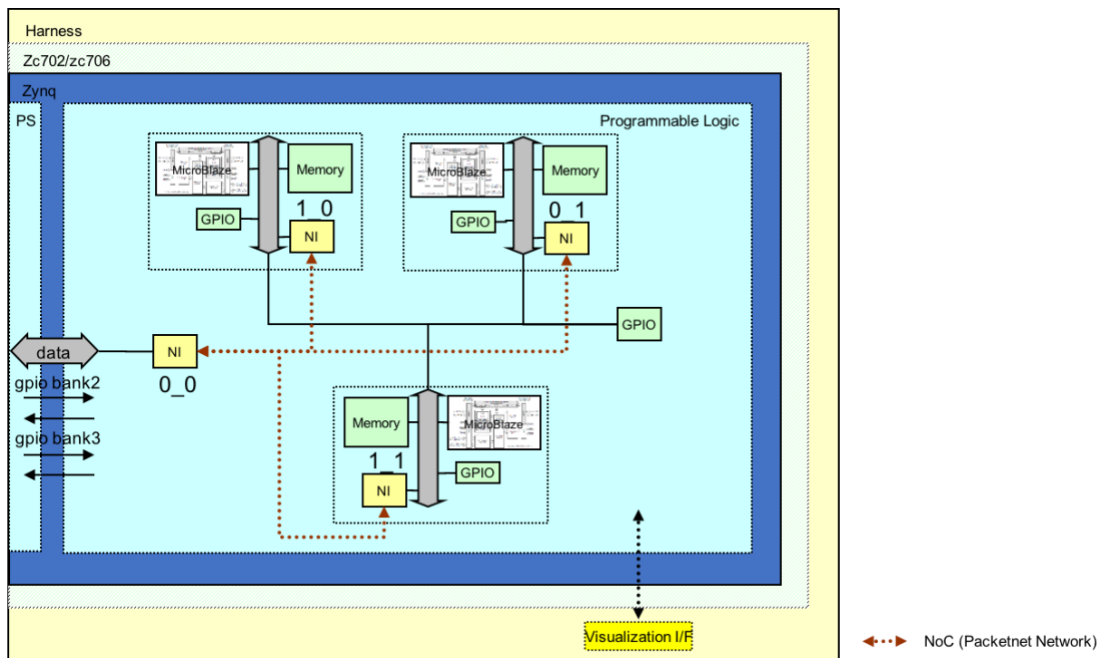 Harness
Zc702/zc706
Zynq
PS
Programmable Logic
MicroBlaze
Memory
MicroBlaze
Memory
GPIO
1_0
NI
GPIO
0_1
NI
GPIO
data
NI
0_0
gpio bank2
gpio bank3
Memory
MicroBlaze
1_1
GPIO
NI
Visualization I/F
NoC (Packetnet Network)